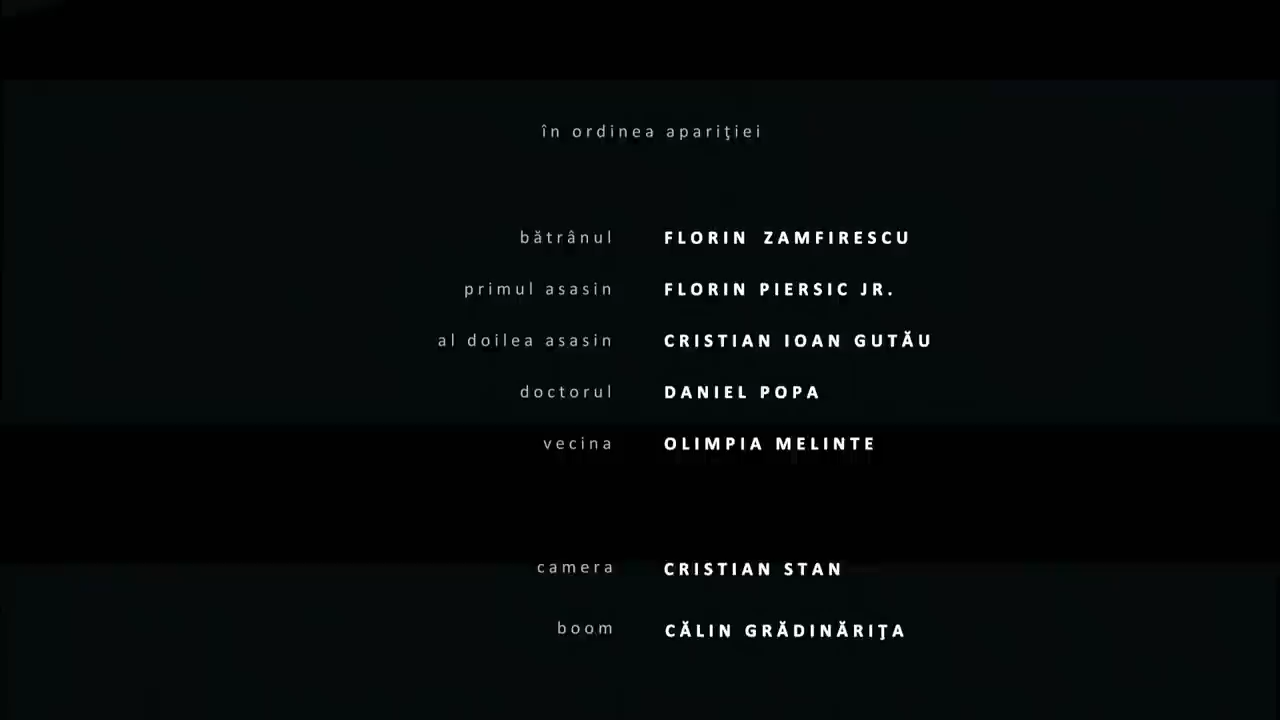 în ordinea apariţiei
bătrânul FLORIN ZAMFIRESCU
primul asasin FLORIN PIERSIC JR.
al doilea asasin CRISTIAN IOAN GUTĂU
doctorul DANIEL POPA
vecina OLIMPIA MELINTE
camera CRISTIAN STAN
boom CĂLIN GRĂDINĂRIŢA